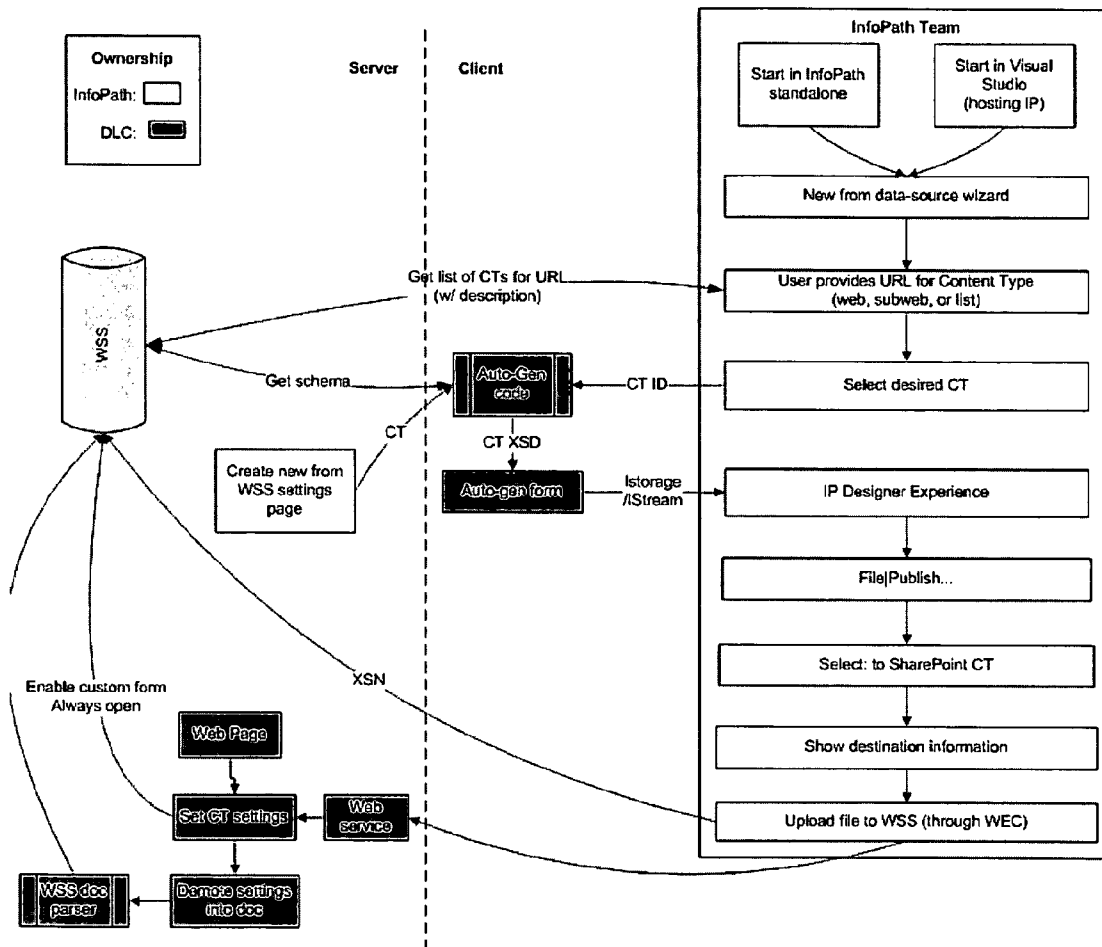 InfoPath Team
Ownership
InfoPath:
DLC:
Server
Client
Start in InfoPath
standalone
Start in Visual
Studio
(hosting IP)
New from data-source wizard
Get list of CTs for URL
(w/ description)
User provides URL for Content Type
(web, subweb, or list)
WSS
Get schema
Auto-Gen
code
CT ID
Select desired CT
CT
CT XSD
Create new from
WSS settings
page
Auto-gen form
Istorage
/IStream
IP Designer Experience
File|Publish...
Select: to SharePoint CT
Enable custom form
Always open
XSN
Web Page
Show destination information
Set CT settings
Web
service
Upload file to WSS (through WEC)
WSS doc
parser
Demote settings
into doc